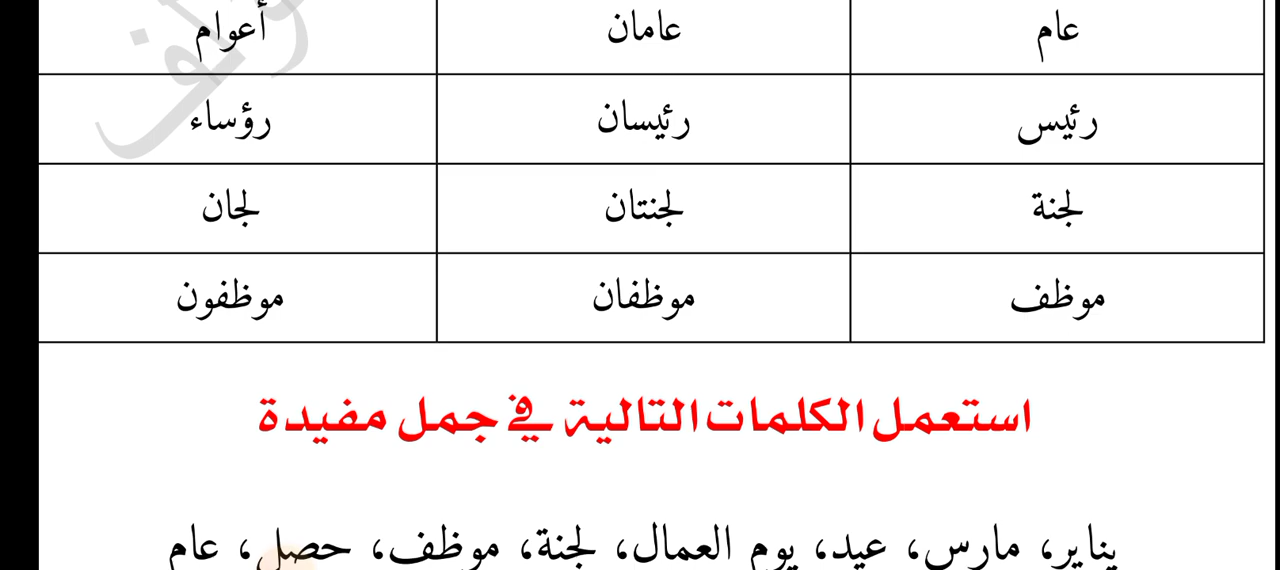 عام عامان أعوام
رئيس رئيسان رؤساء
لجنة لجنتان لجان
موظف موظفان موظفون
استعمل الكلمات التالية في جمل مفيدة
يناير، مارس، عيد، يوم العمال، لجنة، موظف، حصل، عام